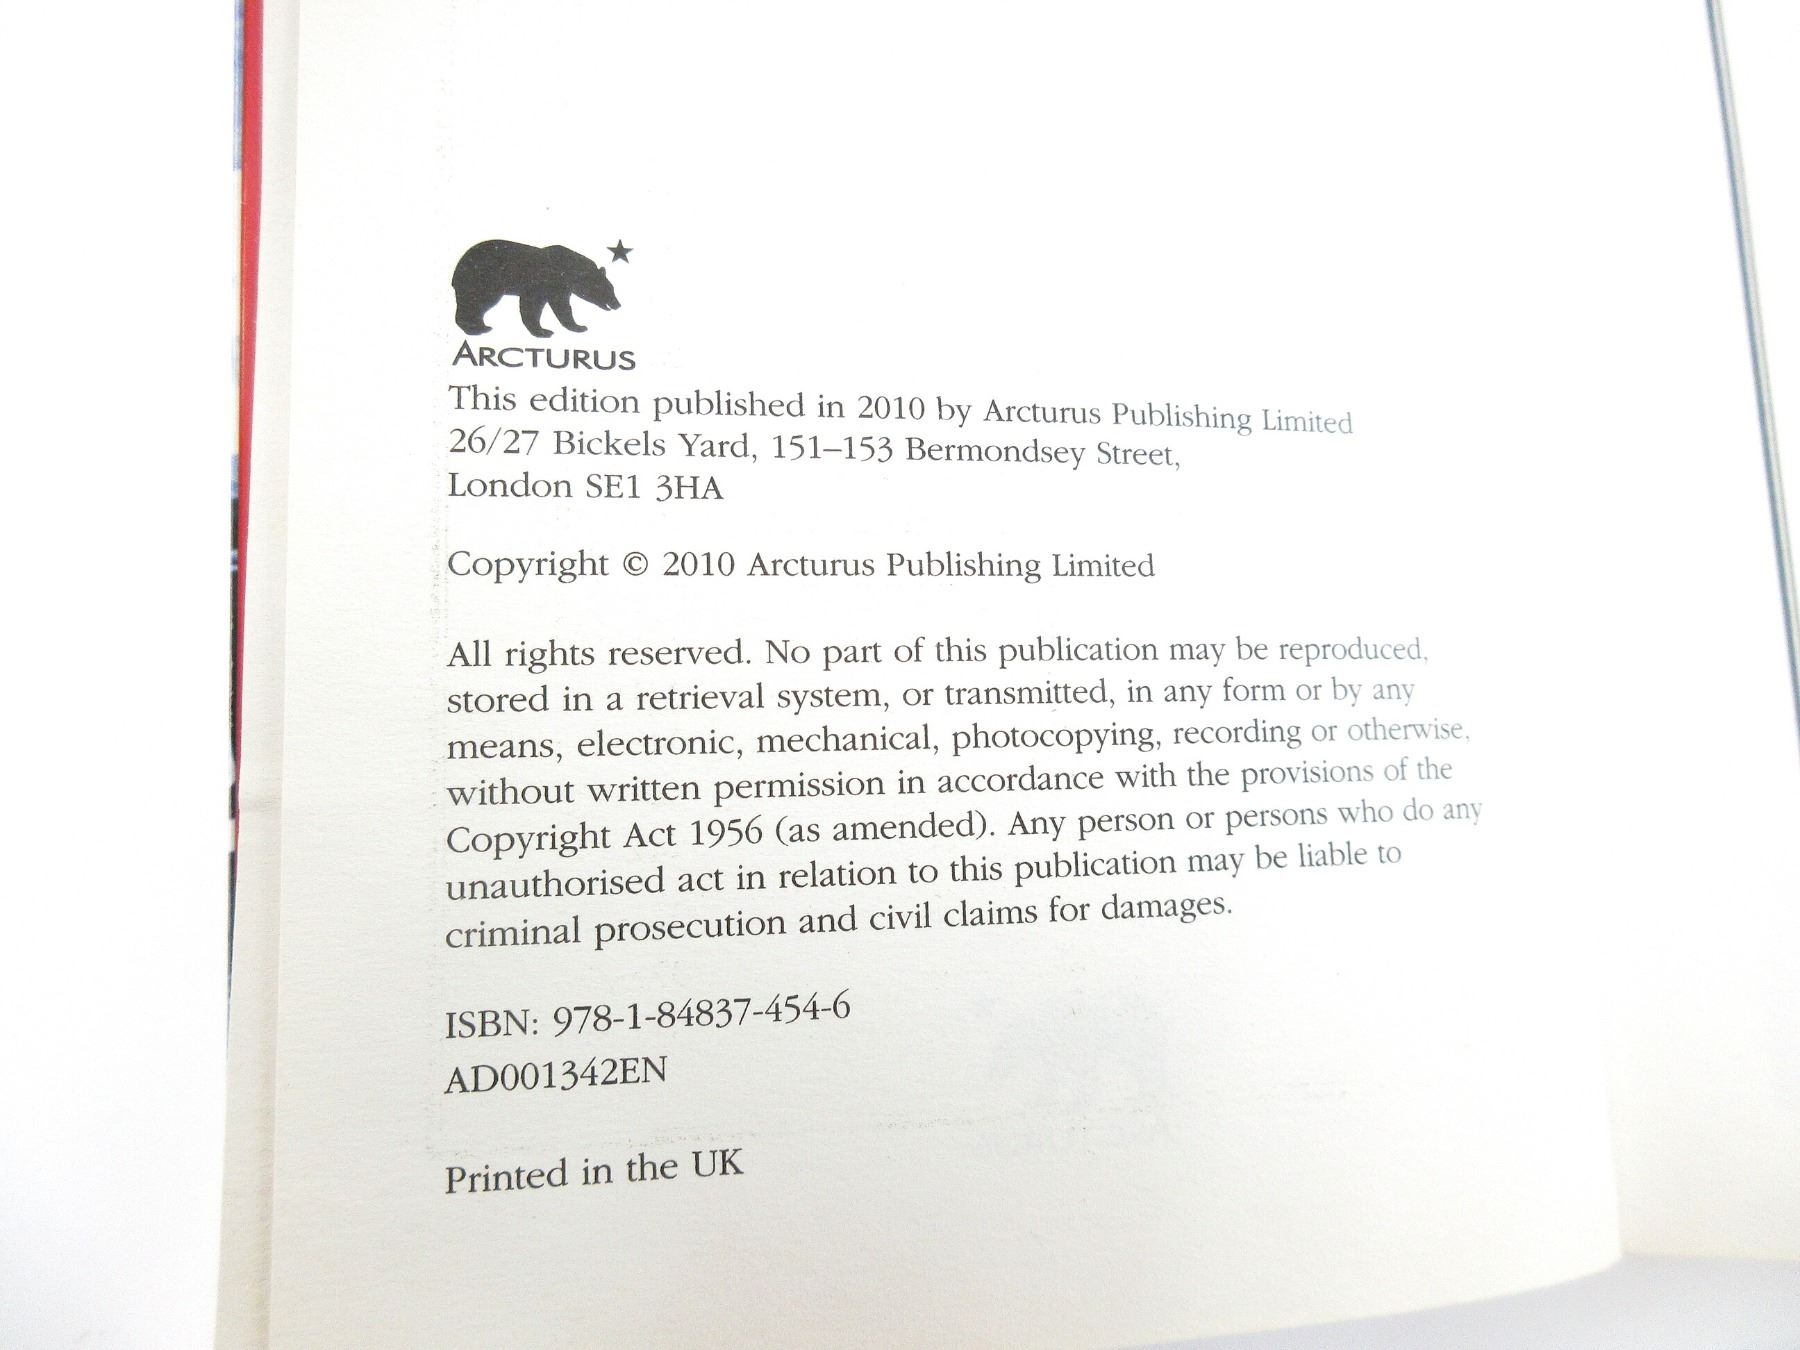 ARCTURUS
This edition published in 2010 by Arcturus Publishing Limited
26/27 Bickels Yard, 151–153 Bermondsey Street,
London SE1 3HA
Copyright © 2010 Arcturus Publishing Limited
All rights reserved. No part of this publication may be reproduced,
stored in a retrieval system, or transmitted, in any form or by any
means, electronic, mechanical, photocopying, recording or otherwise,
without written permission in accordance with the provisions of the
Copyright Act 1956 (as amended). Any person or persons who do any
unauthorised act in relation to this publication may be liable to
criminal prosecution and civil claims for damages.
ISBN: 978-1-84837-454-6
AD001342EN
Printed in the UK